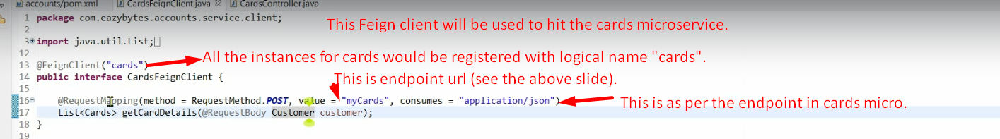 accounts/pom.xml CardsFeignClient.java CardsController.java
1 package com.eazybytes.accounts.service.client;
This Feign client will be used to hit the cards microservice.
2
3 import java.util.List;
12
All the instances for cards would be registered with logical name "cards".
13 @FeignClient("cards")
14 public interface CardsFeignClient {
This is endpoint url (see the above slide).
15
16 @RequestMapping(method = RequestMethod.POST, value = "myCards", consumes = "application/json")
This is as per the endpoint in cards micro.
17 List<Cards> getCardDetails(@RequestBody Customer customer);
18 }
19